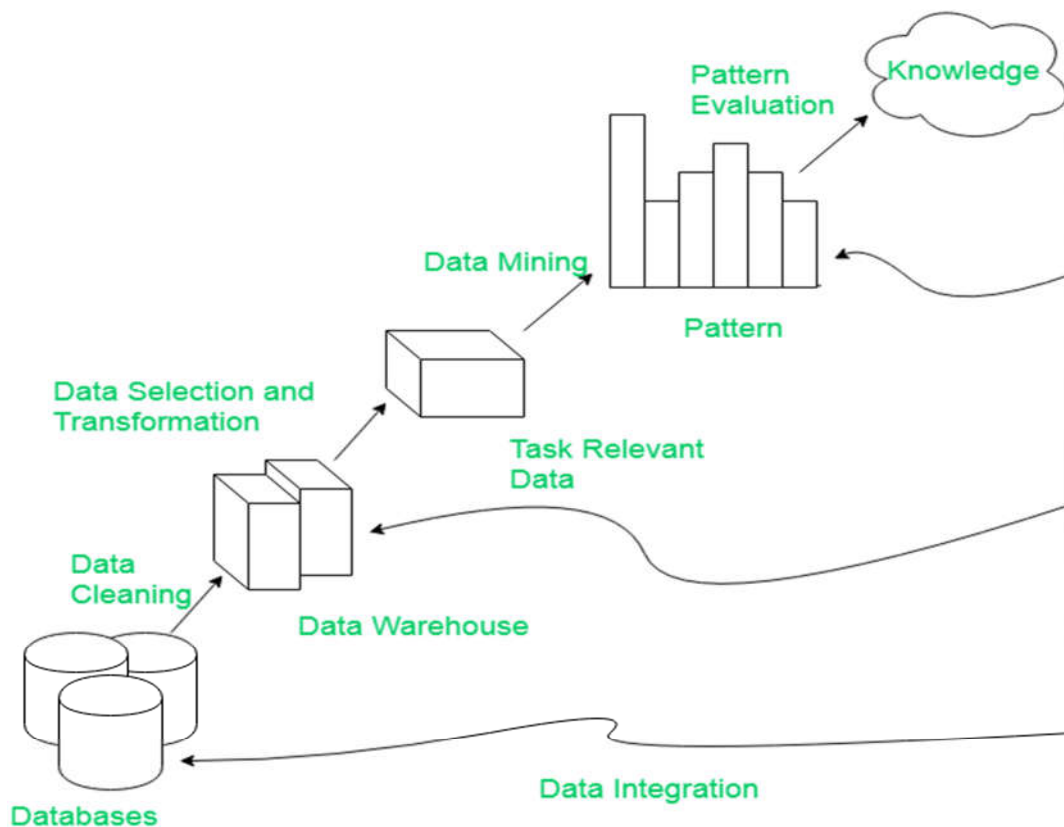 Pattern
Evaluation
Knowledge
Data Mining
Pattern
Data Selection and
Transformation
Task Relevant
Data
Data
Cleaning
Data Warehouse
Data Integration
Databases